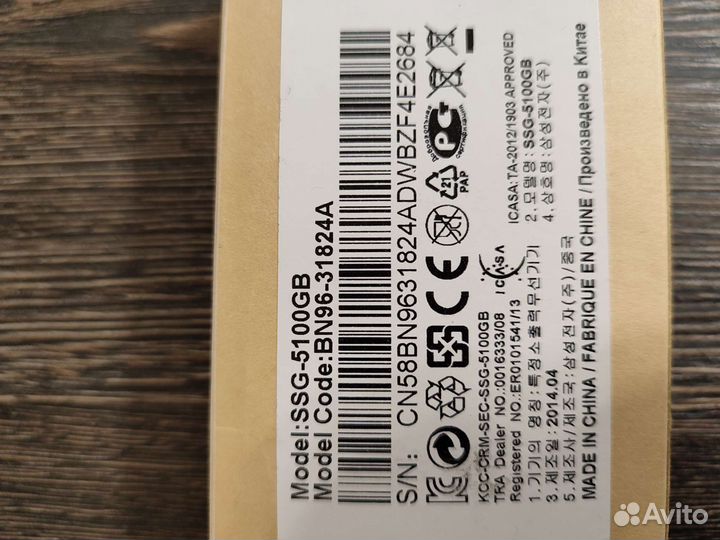 Model:SSG-5100GB
Model Code:BN96-31824A
S/N: CN58BN9631824ADWBZF4E2684
21
PAP
ICASA
KCC-CRM-SEC-SSG-5100GB
TRA Dealer NO.:0016333/08
Registered NO.:ER0101541/13
ICASA:TA-2012/1903 APPROVED
1.기기의 명칭:특정소출력무선기기 2.모델명:SSG-5100GB
3.제조일:2014.04 4.상호명:삼성전자(주)
5.제조사/제조국:삼성전자(주)/중국
MADE IN CHINA / FABRIQUE EN CHINE / Произведено в Китае
Avito